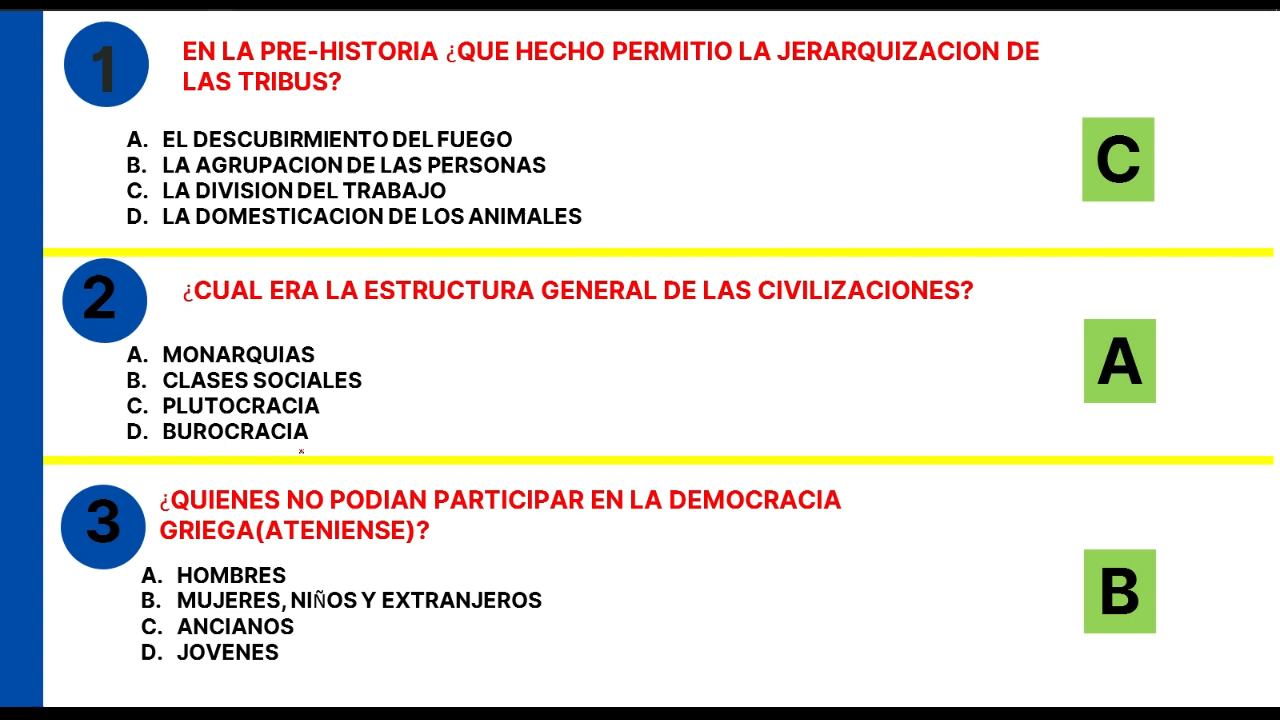 1
EN LA PRE-HISTORIA ¿QUE HECHO PERMITIO LA JERARQUIZACION DE
LAS TRIBUS?
A. EL DESCUBIRMIENTO DEL FUEGO
B. LA AGRUPACION DE LAS PERSONAS
C. LA DIVISION DEL TRABAJO
D. LA DOMESTICACION DE LOS ANIMALES
C
2
¿CUAL ERA LA ESTRUCTURA GENERAL DE LAS CIVILIZACIONES?
A. MONARQUIAS
B. CLASES SOCIALES
C. PLUTOCRACIA
D. BUROCRACIA
A
3
¿QUIENES NO PODIAN PARTICIPAR EN LA DEMOCRACIA
GRIEGA(ATENIENSE)?
A. HOMBRES
B. MUJERES, NIÑOS Y EXTRANJEROS
C. ANCIANOS
D. JOVENES
B